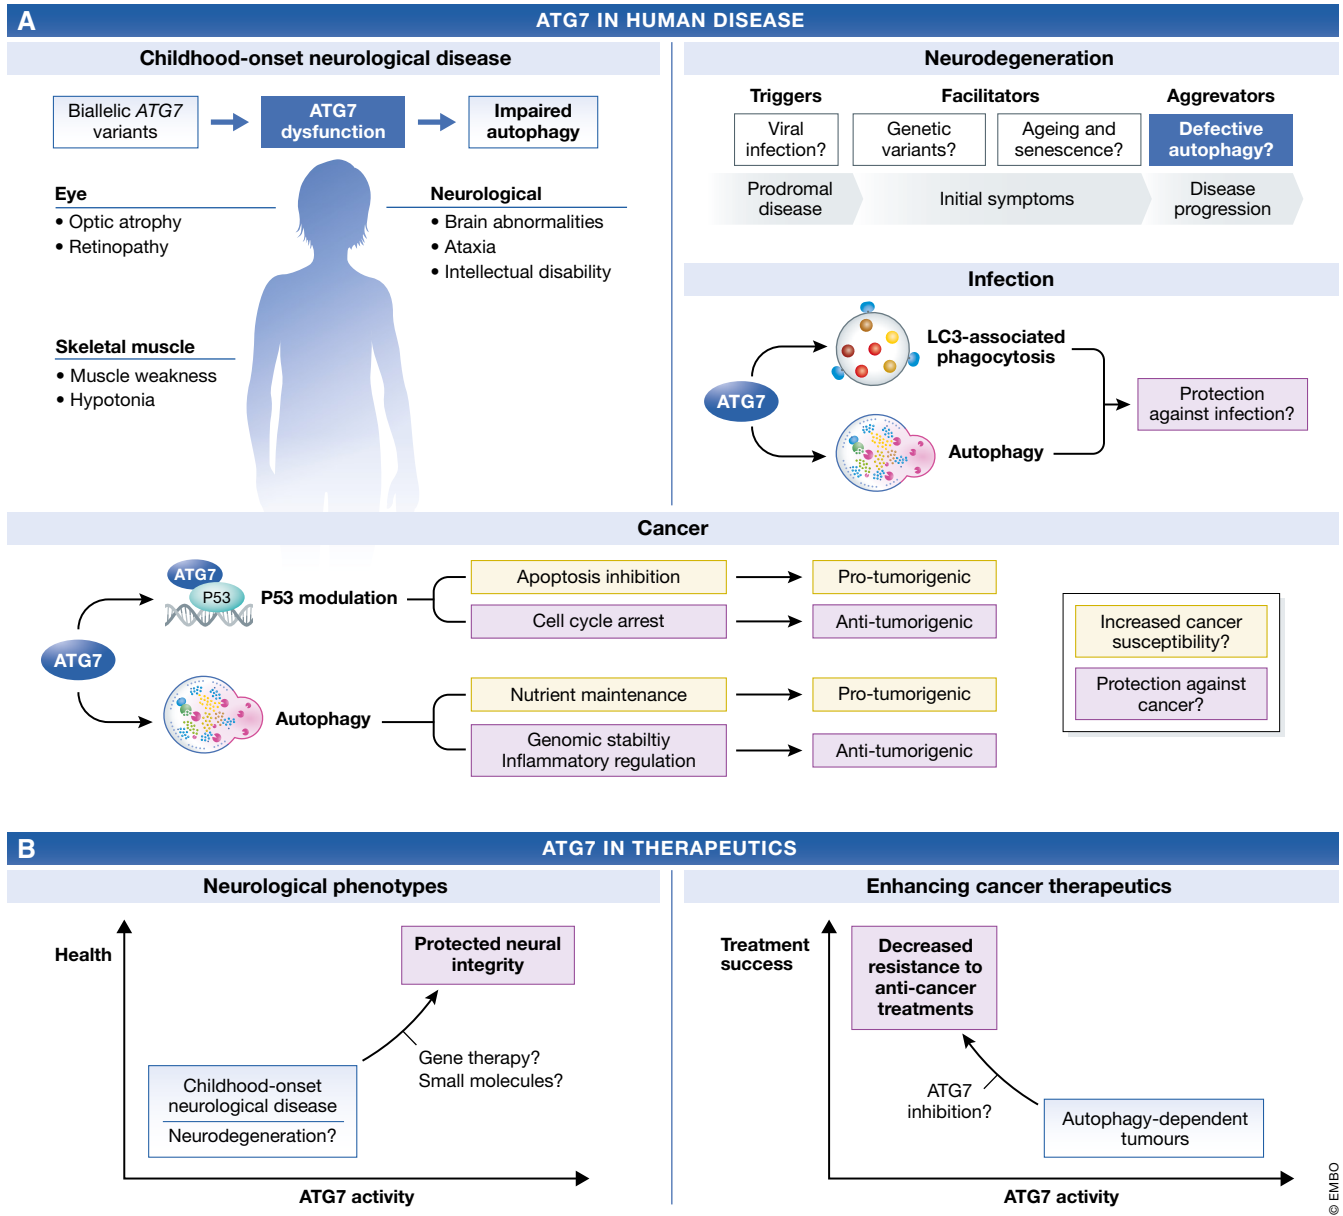 A
ATG7 IN HUMAN DISEASE
Childhood-onset neurological disease
Biallelic ATG7
variants
ATG7
dysfunction
Impaired
autophagy
Eye
• Optic atrophy
• Retinopathy
Neurological
• Brain abnormalities
• Ataxia
• Intellectual disability
Skeletal muscle
• Muscle weakness
• Hypotonia
Neurodegeneration
Triggers
Facilitators
Aggrevators
Viral
infection?
Genetic
variants?
Ageing and
senescence?
Defective
autophagy?
Prodromal
disease
Initial symptoms
Disease
progression
Infection
ATG7
LC3-associated
phagocytosis
Autophagy
Protection
against infection?
Cancer
ATG7
ATG7
P53
P53 modulation
Apoptosis inhibition
Pro-tumorigenic
Cell cycle arrest
Anti-tumorigenic
Autophagy
Nutrient maintenance
Pro-tumorigenic
Genomic stabiltiy
Inflammatory regulation
Anti-tumorigenic
Increased cancer
susceptibility?
Protection against
cancer?
B
ATG7 IN THERAPEUTICS
Neurological phenotypes
Health
Protected neural
integrity
Gene therapy?
Small molecules?
Childhood-onset
neurological disease
Neurodegeneration?
ATG7 activity
Enhancing cancer therapeutics
Treatment
success
Decreased
resistance to
anti-cancer
treatments
ATG7
inhibition?
Autophagy-dependent
tumours
ATG7 activity
© EMBO